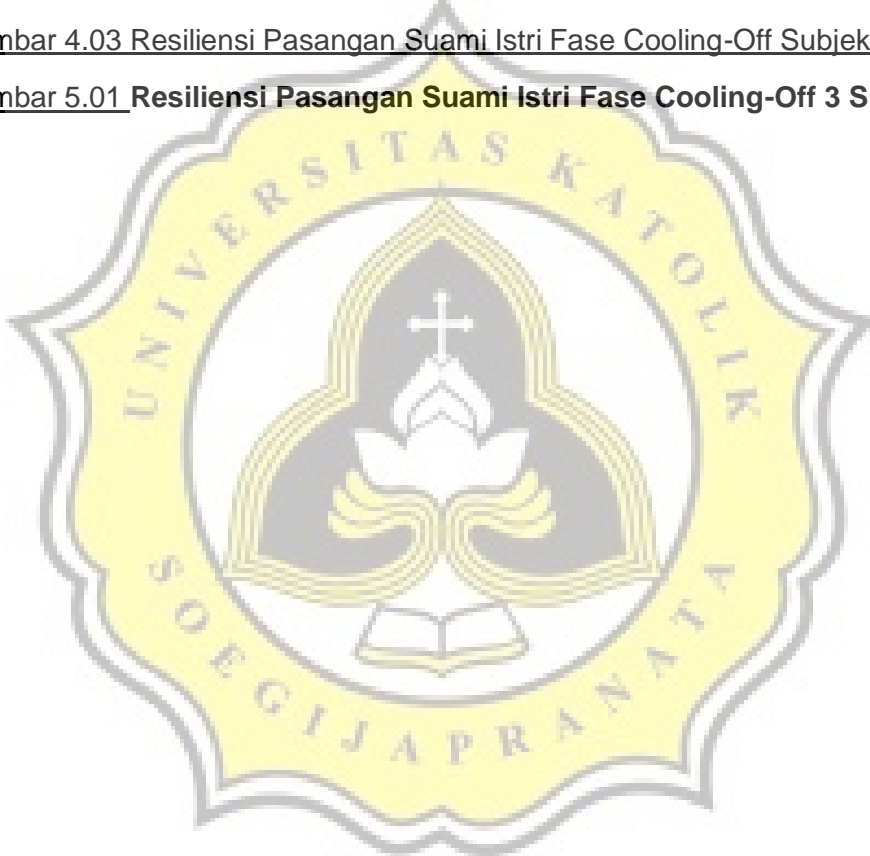 mbar 4.03 Resiliensi Pasangan Suami Istri Fase Cooling-Off Subjek
mbar 5.01 Resiliensi Pasangan Suami Istri Fase Cooling-Off 3 S
UNIVERSITAS KATOLIK
SOEGIJAPRANATA